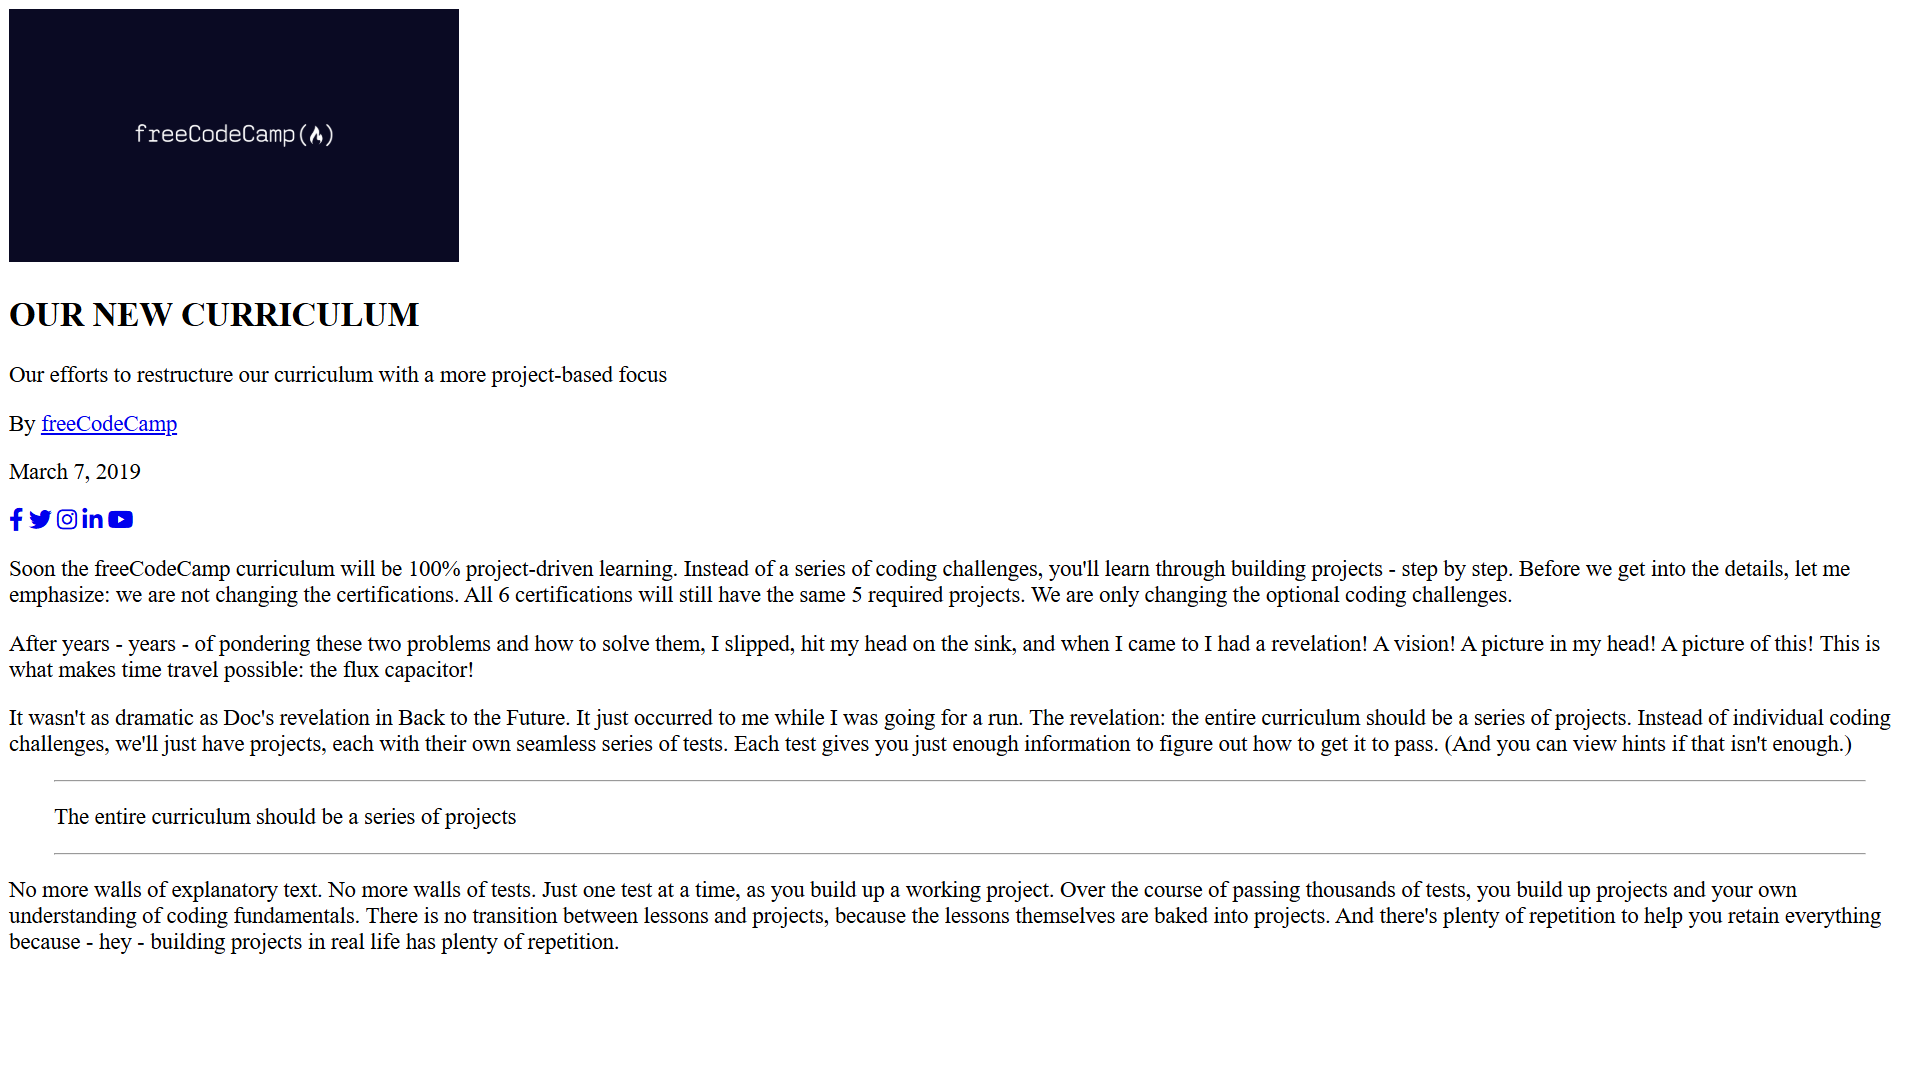 freeCodeCamp()
OUR NEW CURRICULUM
Our efforts to restructure our curriculum with a more project-based focus
By freeCodeCamp
March 7, 2019
Soon the freeCodeCamp curriculum will be 100% project-driven learning. Instead of a series of coding challenges, you'll learn through building projects - step by step. Before we get into the details, let me
emphasize: we are not changing the certifications. All 6 certifications will still have the same 5 required projects. We are only changing the optional coding challenges.
After years - years - of pondering these two problems and how to solve them, I slipped, hit my head on the sink, and when I came to I had a revelation! A vision! A picture in my head! A picture of this! This is
what makes time travel possible: the flux capacitor!
It wasn't as dramatic as Doc's revelation in Back to the Future. It just occurred to me while I was going for a run. The revelation: the entire curriculum should be a series of projects. Instead of individual coding
challenges, we'll just have projects, each with their own seamless series of tests. Each test gives you just enough information to figure out how to get it to pass. (And you can view hints if that isn't enough.)
The entire curriculum should be a series of projects
No more walls of explanatory text. No more walls of tests. Just one test at a time, as you build up a working project. Over the course of passing thousands of tests, you build up projects and your own
understanding of coding fundamentals. There is no transition between lessons and projects, because the lessons themselves are baked into projects. And there's plenty of repetition to help you retain everything
because - hey - building projects in real life has plenty of repetition.